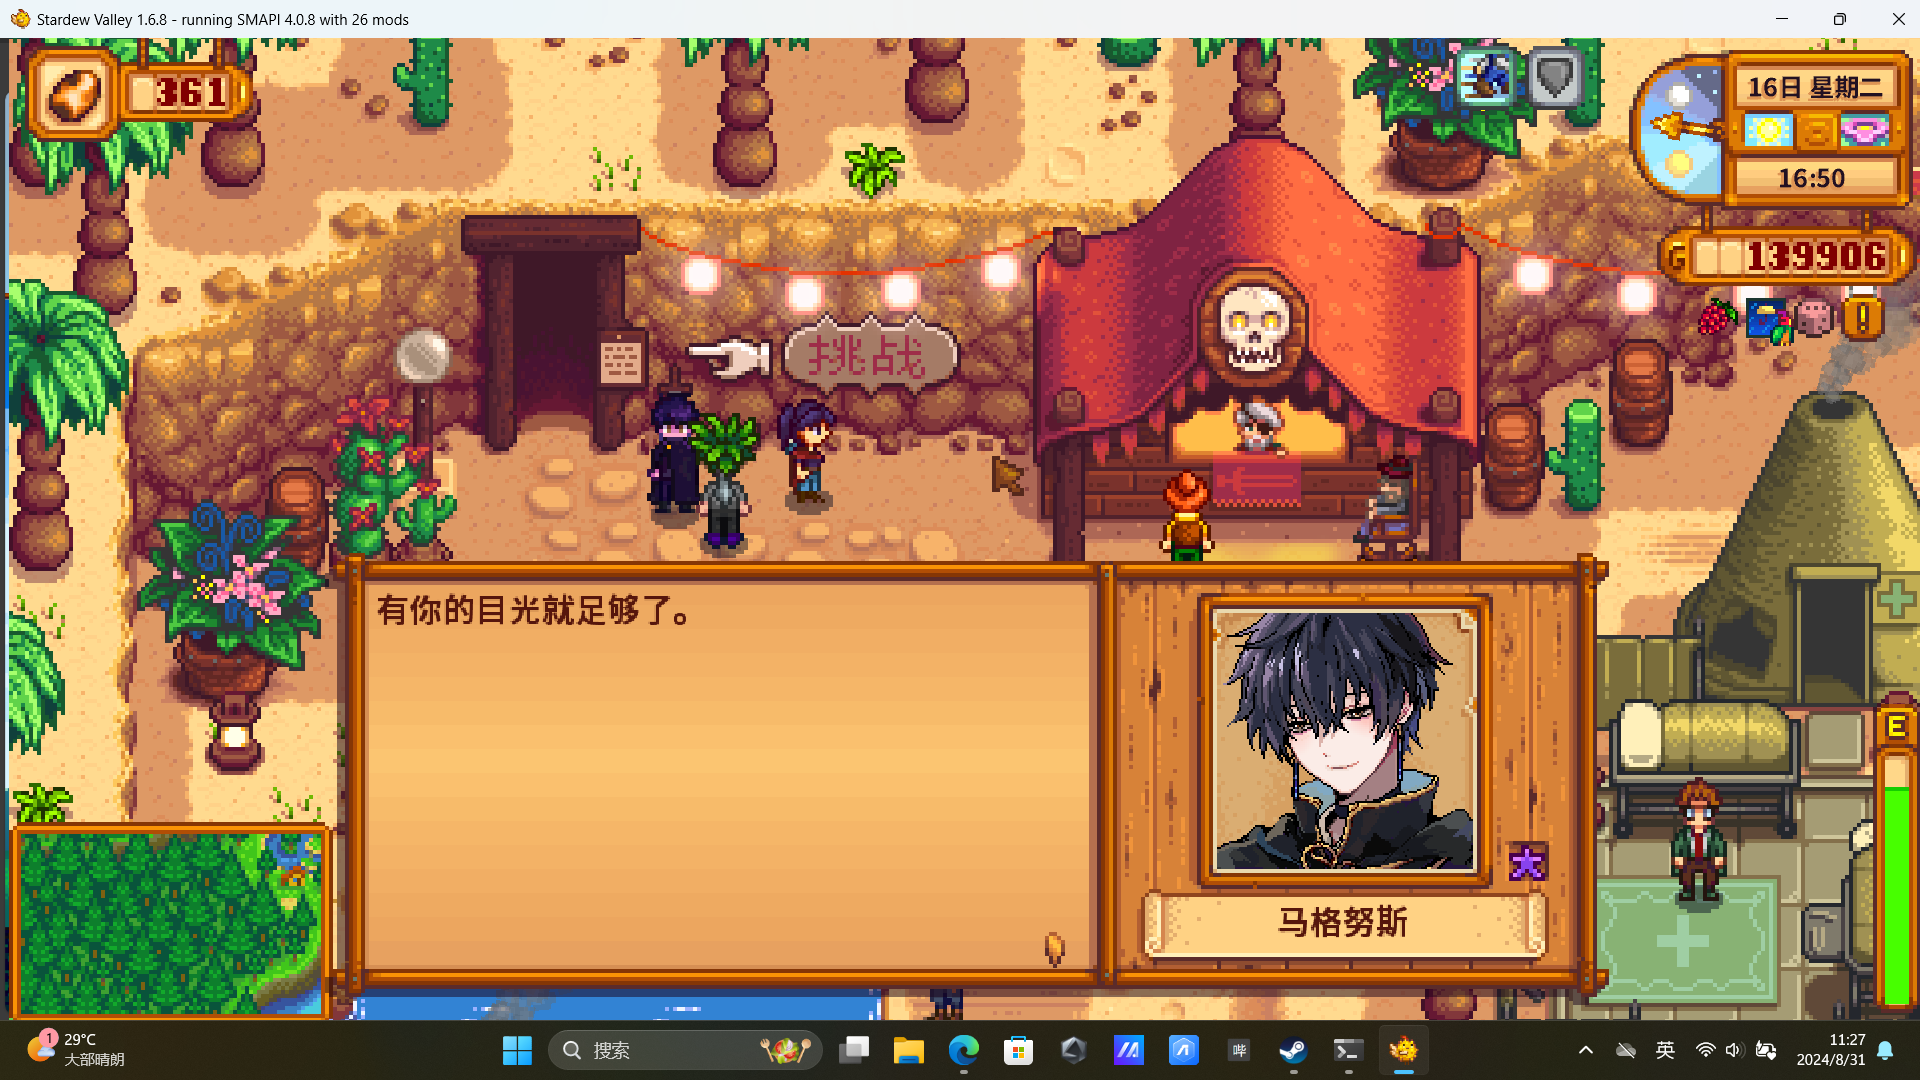 Stardew Valley 1.6.8 - running SMAPI 4.0.8 with 26 mods
361
16日 星期二
16:50
G 139906
挑战
有你的目光就足够了。
马格努斯
E
1
29°C
大部晴朗
搜索
哔
英
11:27
2024/8/31